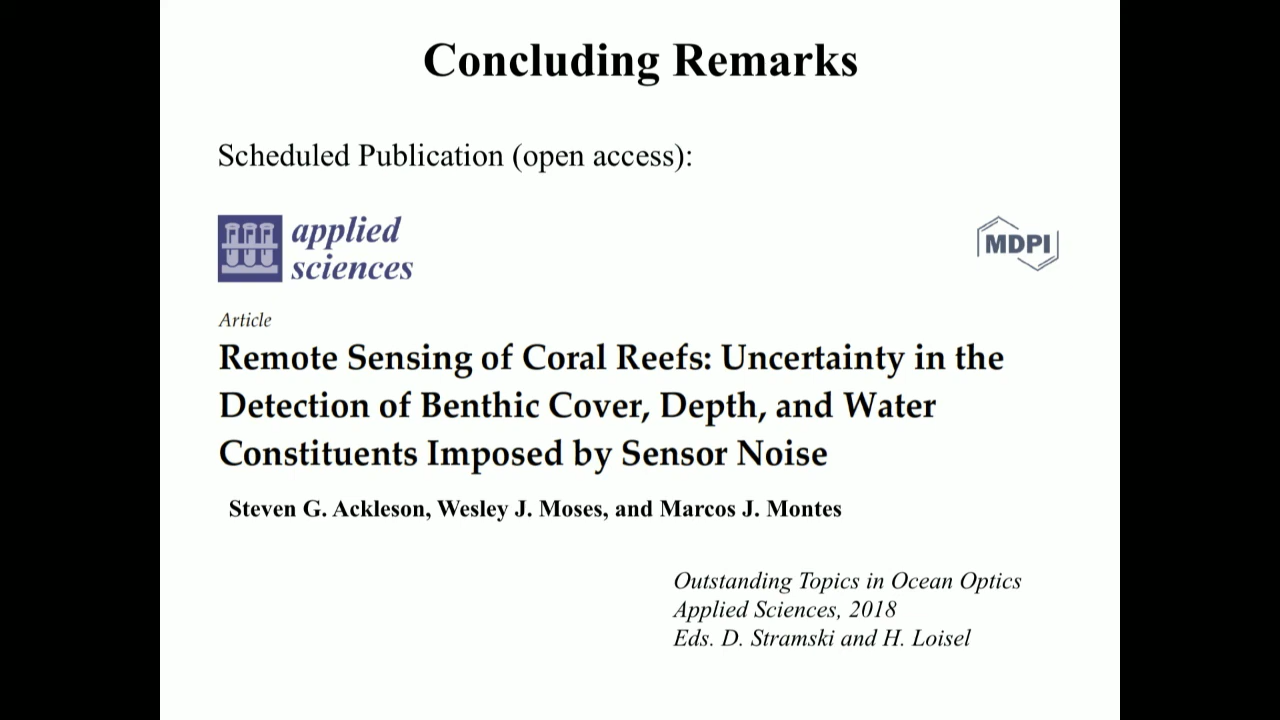 Concluding Remarks
Scheduled Publication (open access):
applied
sciences
MDPI
Article
Remote Sensing of Coral Reefs: Uncertainty in the
Detection of Benthic Cover, Depth, and Water
Constituents Imposed by Sensor Noise
Steven G. Ackleson, Wesley J. Moses, and Marcos J. Montes
Outstanding Topics in Ocean Optics
Applied Sciences, 2018
Eds. D. Stramski and H. Loisel